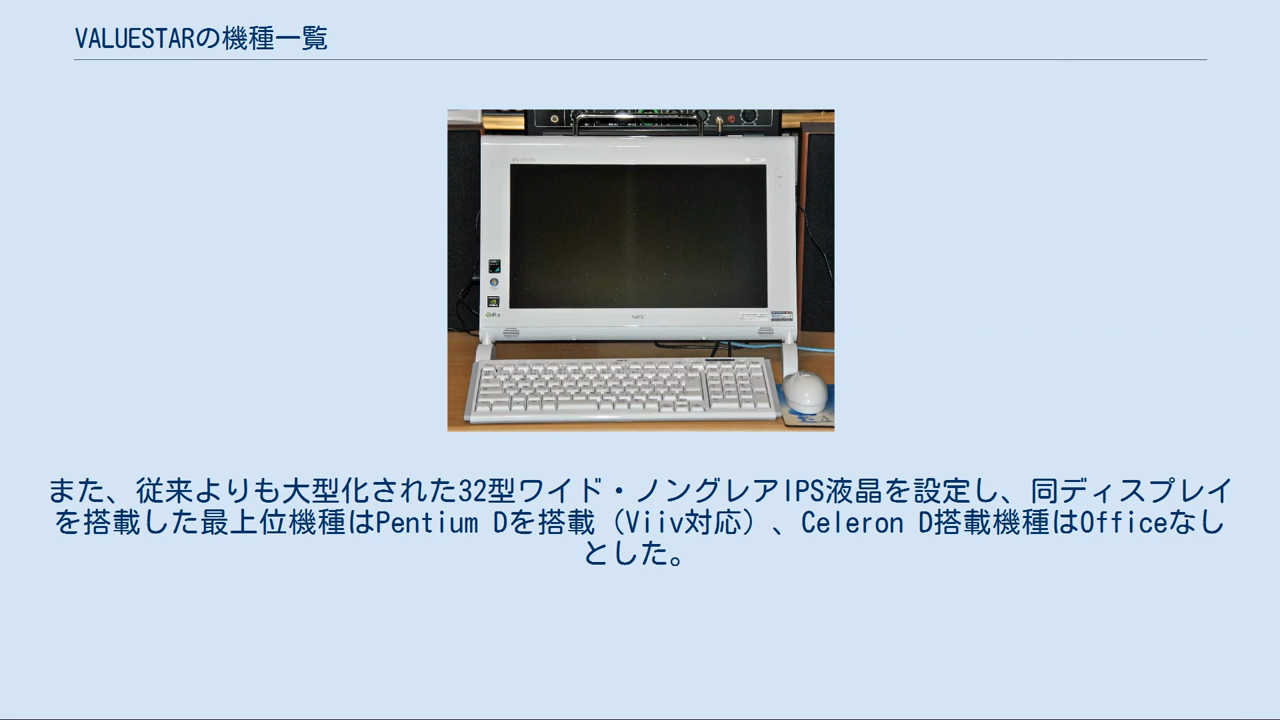 VALUESTARの機種一覧
NEC
また、従来よりも大型化された32型ワイド・ノングレアIPS液晶を設定し、同ディスプレイ
を搭載した最上位機種はPentium Dを搭載（Viiv対応）、Celeron D搭載機種はOfficeなし
とした。